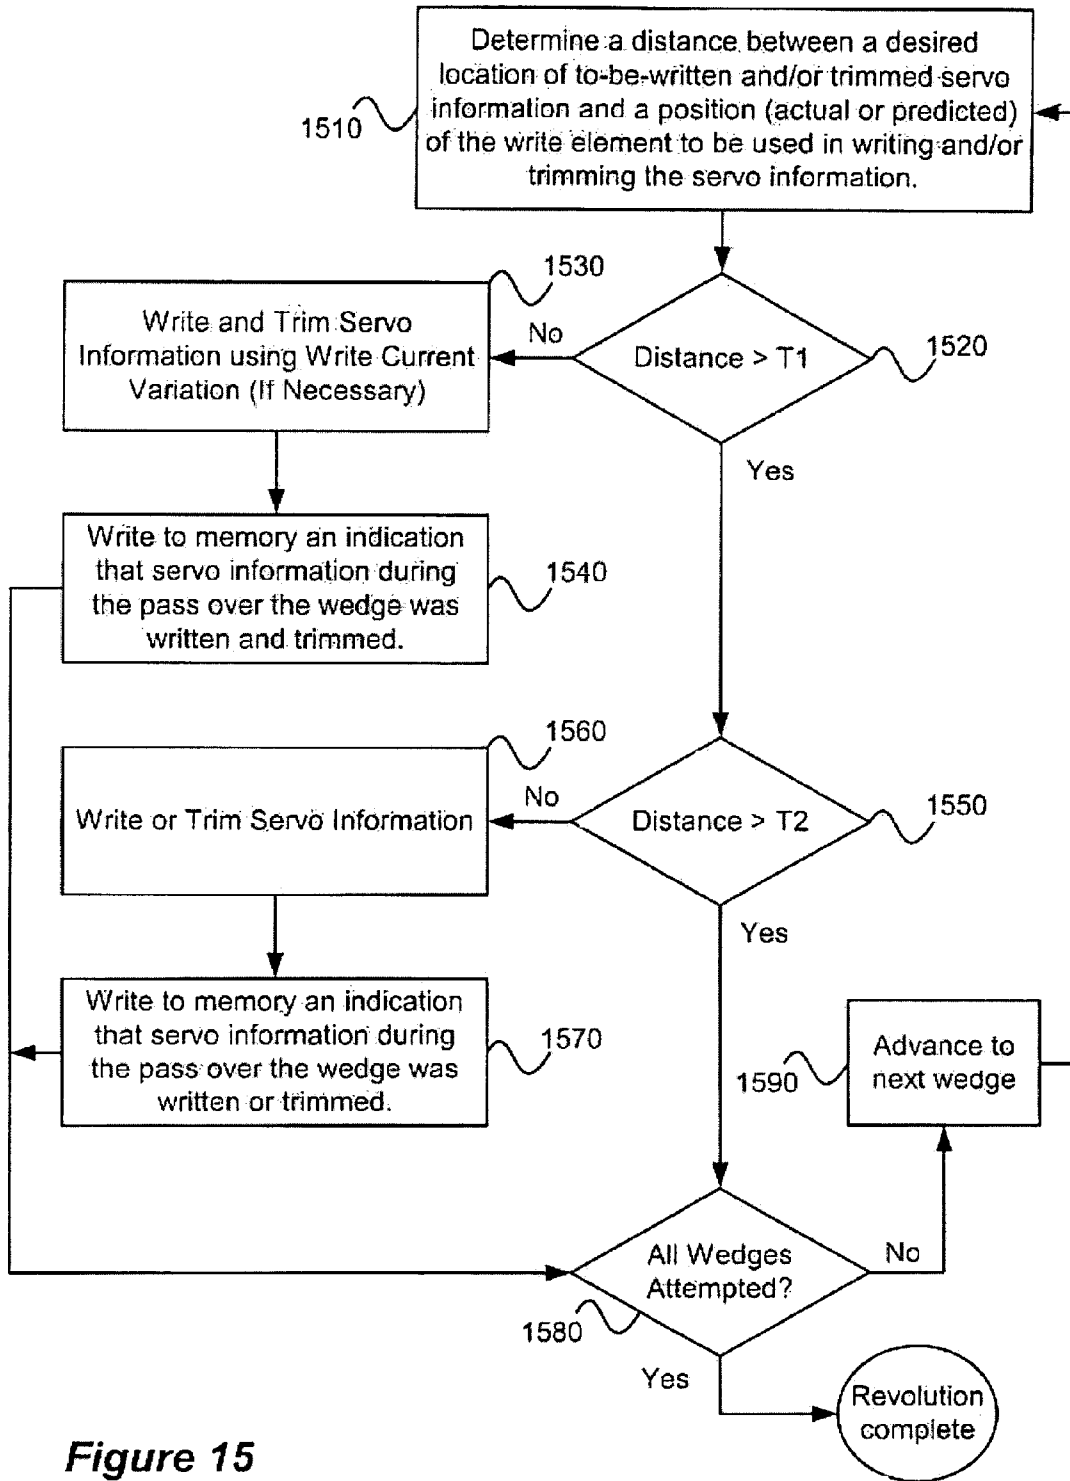 Determine a distance between a desired
location of to-be-written and/or trimmed servo
information and a position (actual or predicted)
of the write element to be used in writing and/or
trimming the servo information.
1510
1530
Write and Trim Servo
Information using Write Current
Variation (If Necessary)
No
Distance > T1
1520
Yes
Write to memory an indication
that servo information during
the pass over the wedge was
written and trimmed.
1540
1560
Write or Trim Servo Information
No
Distance > T2
1550
Yes
Write to memory an indication
that servo information during
the pass over the wedge was
written or trimmed.
1570
1590
Advance to
next wedge
All Wedges
Attempted?
No
1580
Yes
Revolution
complete
Figure 15